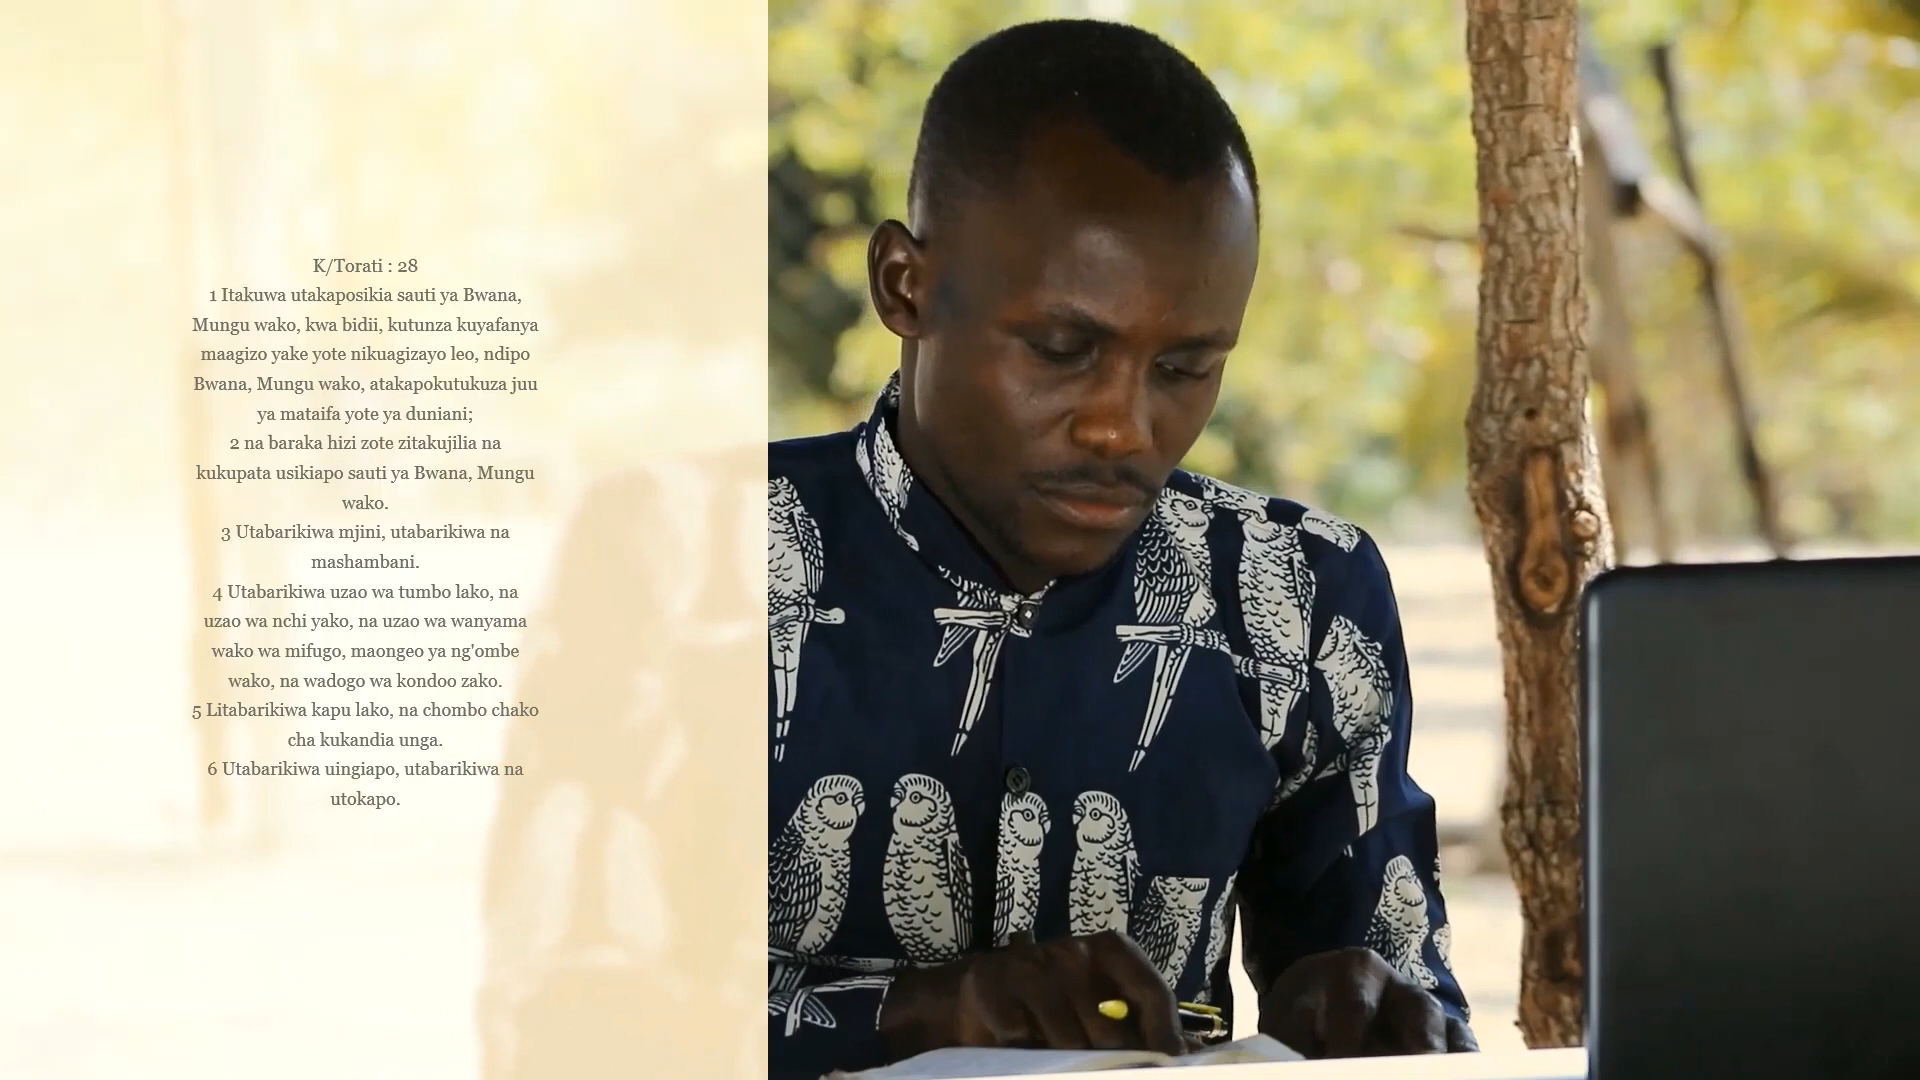 K/Torati : 28
1 Itakuwa utakaposikia sauti ya Bwana,
Mungu wako, kwa bidii, kutunza kuyafanya
maagizo yake yote nikuagizayo leo, ndipo
Bwana, Mungu wako, atakapokutukuza juu
ya mataifa yote ya duniani;
2 na baraka hizi zote zitakujilia na
kukupata usikiapo sauti ya Bwana, Mungu
wako.
3 Utabarikiwa mjini, utabarikiwa na
mashambani.
4 Utabarikiwa uzao wa tumbo lako, na
uzao wa nchi yako, na uzao wa wanyama
wako wa mifugo, maongeo ya ng'ombe
wako, na wadogo wa kondoo zako.
5 Litabarikiwa kapu lako, na chombo chako
cha kukandia unga.
6 Utabarikiwa uingiapo, utabarikiwa na
utokapo.